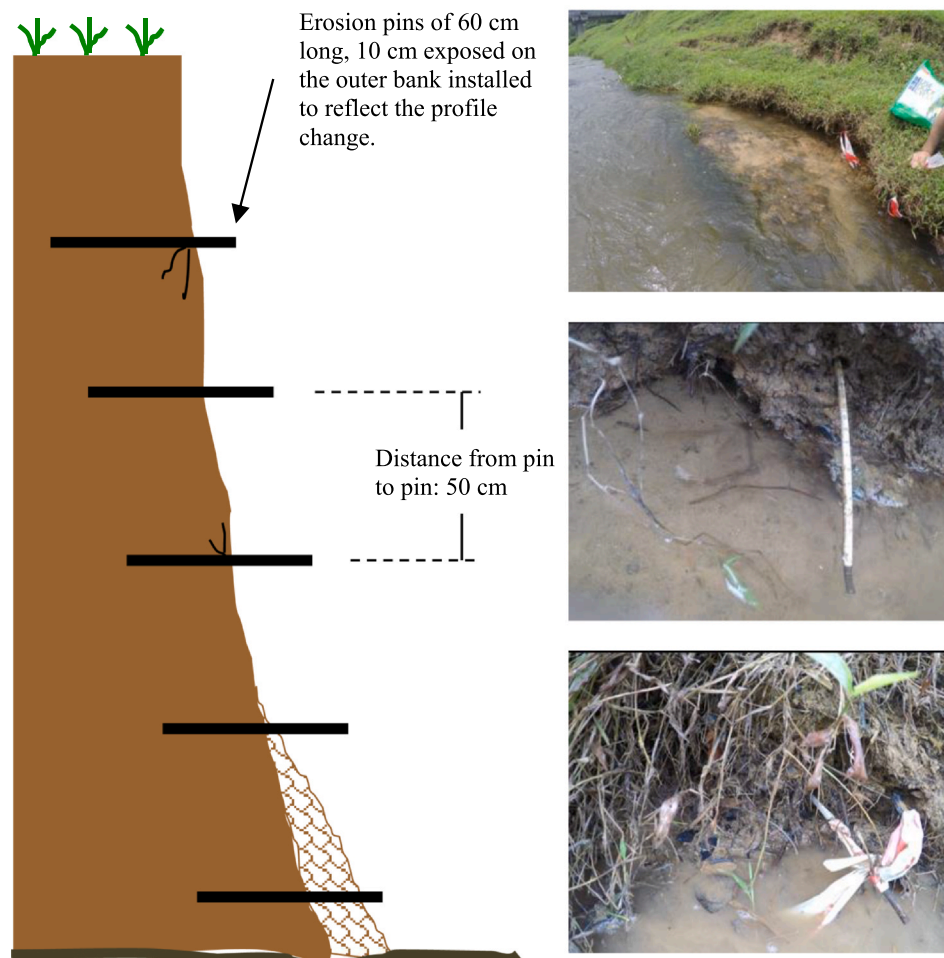 Erosion pins of 60 cm
long, 10 cm exposed on
the outer bank installed
to reflect the profile
change.
Distance from pin
to pin: 50 cm